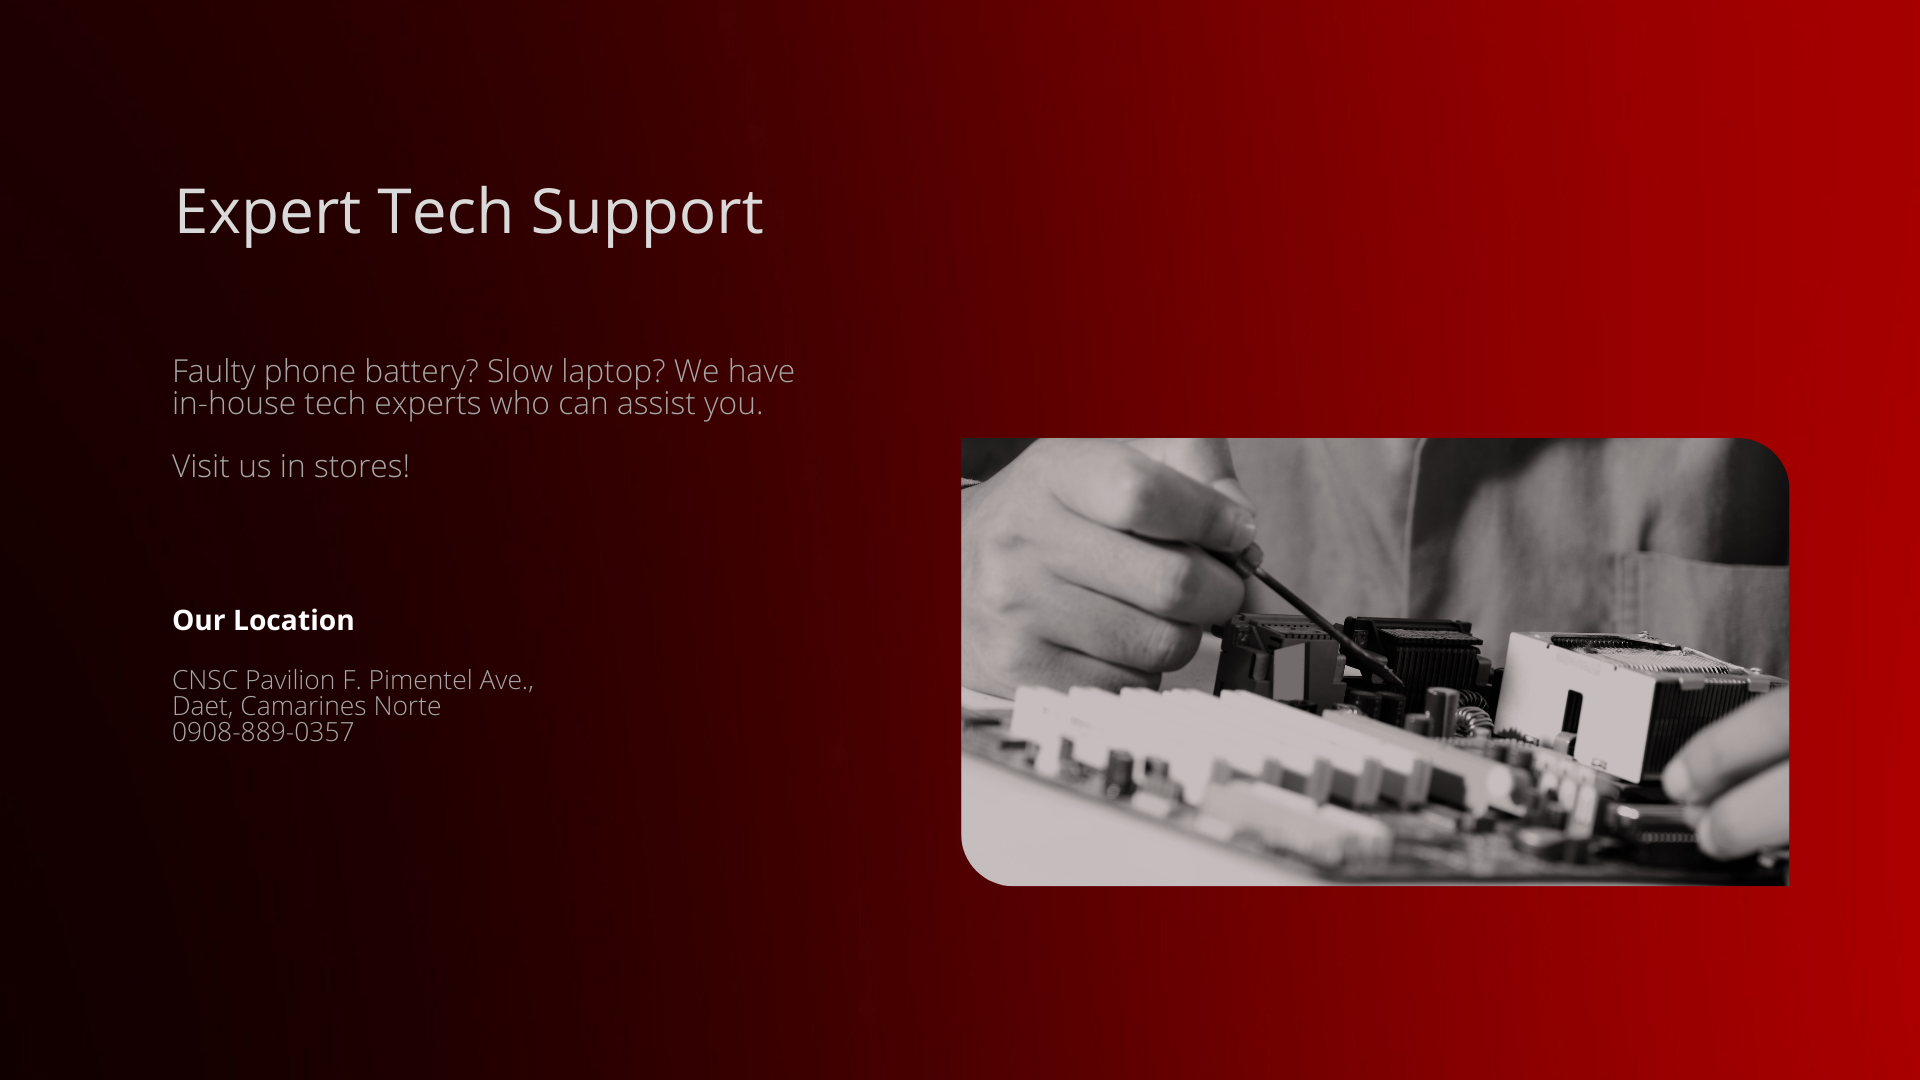 Expert Tech Support
Faulty phone battery? Slow laptop? We have
in-house tech experts who can assist you.
Visit us in stores!
Our Location
CNSC Pavilion F. Pimentel Ave.,
Daet, Camarines Norte
0908-889-0357